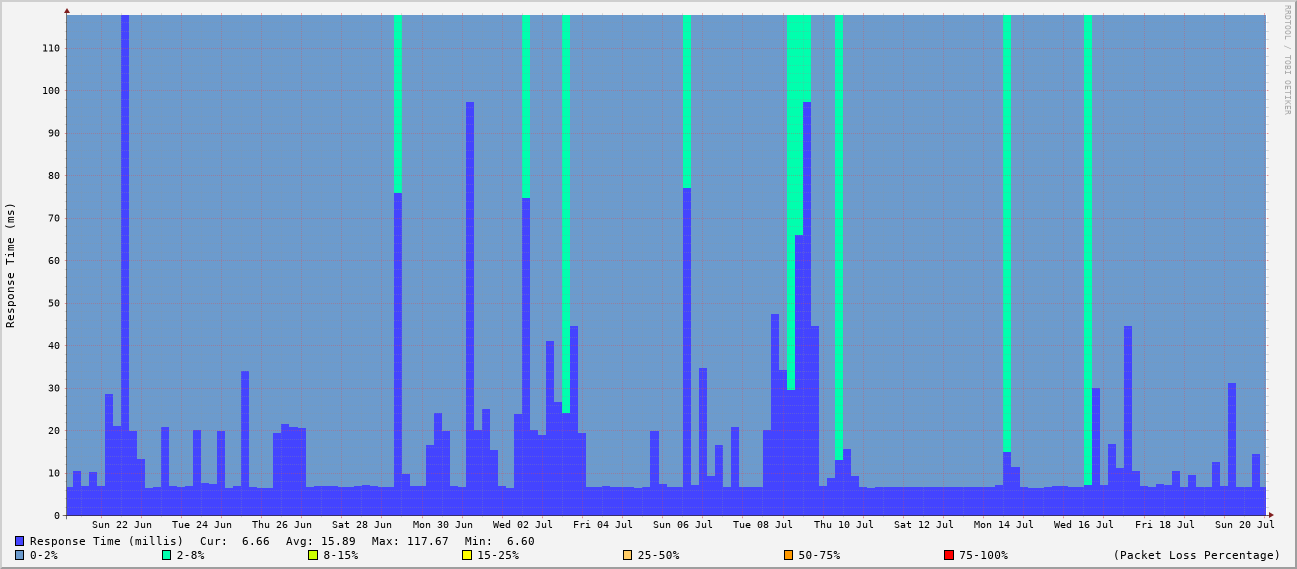 RRDTOOL / TOBI OETIKER
Response Time (ms)
110
100
90
80
70
60
50
40
30
20
10
0
Sun 22 Jun Tue 24 Jun Thu 26 Jun Sat 28 Jun Mon 30 Jun Wed 02 Jul Fri 04 Jul Sun 06 Jul Tue 08 Jul Thu 10 Jul Sat 12 Jul Mon 14 Jul Wed 16 Jul Fri 18 Jul Sun 20 Jul
Response Time (millis) Cur: 6.66 Avg: 15.89 Max: 117.67 Min: 6.60
0-2% 2-8% 8-15% 15-25% 25-50% 50-75% 75-100% (Packet Loss Percentage)